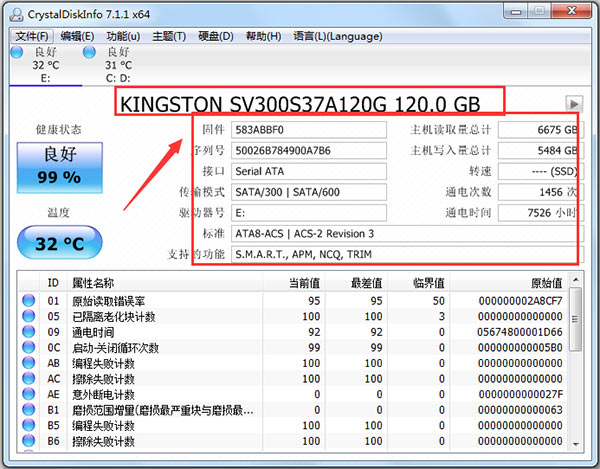 CrystalDiskInfo 7.1.1 x64
文件(F) 编辑(E) 功能(u) 主题(T) 硬盘(D) 帮助(H) 语言(L)(Language)
良好 良好
32 °C 31 °C
E: C: D:
KINGSTON SV300S37A120G 120.0 GB
健康状态 固件 583ABBF0 主机读取量总计 6675 GB
良好 序列号 50026B784900A7B6 主机写入量总计 5484 GB
99 % 接口 Serial ATA 转速 ---- (SSD)
温度 传输模式 SATA/300 | SATA/600 通电次数 1456 次
32 °C 驱动器号 E: 通电时间 7526 小时
标准 ATA8-ACS | ACS-2 Revision 3
支持的功能 S.M.A.R.T., APM, NCQ, TRIM
ID 属性名称 当前值 最差值 临界值 原始值
01 原始读取错误率 95 95 50 000000002A8CF7
05 已隔离老化块计数 100 100 3 00000000000000
09 通电时间 92 92 0 05674800001D66
0C 启动-关闭循环次数 99 99 0 000000000005B0
AB 编程失败计数 100 100 0 00000000000000
AC 擦除失败计数 100 100 0 00000000000000
AE 意外断电计数 0 0 0 0000000000027F
B1 磨损范围增量(磨损最严重块与磨损最... 0 0 0 00000000000063
B5 编程失败计数 100 100 0 00000000000000
B6 擦除失败计数 100 100 0 00000000000000